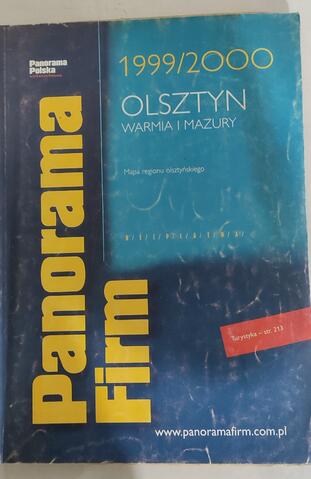 Panorama
Polska
1999/2000
OLSZTYN
WARMIA I MAZURY
Mapa regionu olsztyńskiego
B/E/Z/P/Ł/A/T/N/A/
Panorama
Firm
Turystyka – str. 213
www.panoramafirm.com.pl